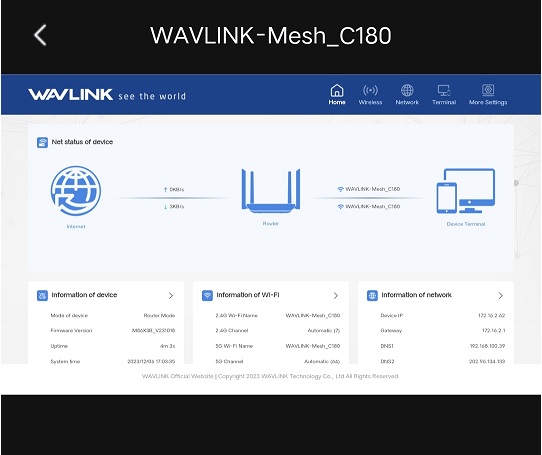 WAVLINK-Mesh_C180
WAVLINK see the world
Home Wireless Network Terminal More Settings
Net status of device
↑ 0KB/s
↓ 3KB/s
WAVLINK-Mesh_C180
WAVLINK-Mesh_C180
Internet
Router
Device Terminal
Information of device
Mode of device Router Mode
Firmware Version M86X3B_V231018
Uptime 4m 3s
System time 2023/12/04 17:03:35
Information of Wi-Fi
2.4G Wi-Fi Name WAVLINK-Mesh_C180
2.4G Channel Automatic (7)
5G Wi-Fi Name WAVLINK-Mesh_C180
5G Channel Automatic (64)
Information of network
Device IP 172.16.2.62
Gateway 172.16.2.1
DNS1 192.168.100.39
DNS2 202.96.134.133
WAVLINK Official Website | Copyright 2023 WAVLINK Technology Co., Ltd All Rights Reserved.